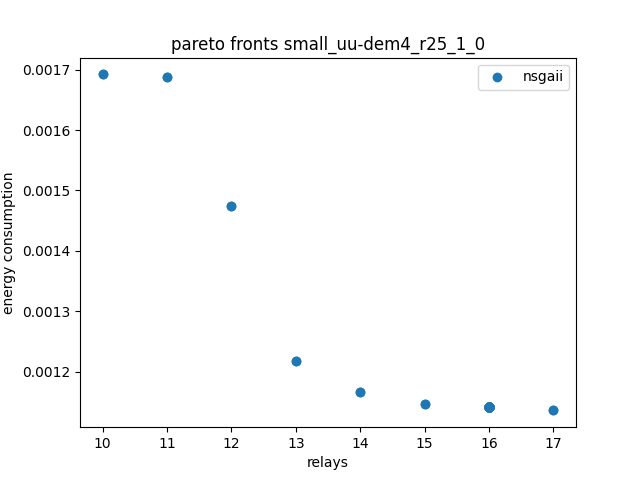 pareto fronts small_uu-dem4_r25_1_0
nsgaii
0.0017
0.0016
0.0015
0.0014
0.0013
0.0012
energy consumption
10 11 12 13 14 15 16 17
relays